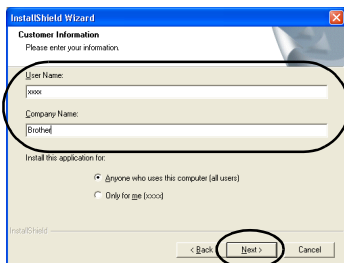 InstallShield Wizard
Customer Information
Please enter your information.
User Name:
xxxx
Company Name:
Brother
Install this application for:
Anyone who uses this computer (all users)
Only for me (xxxx)
InstallShield
< Back
Next >
Cancel